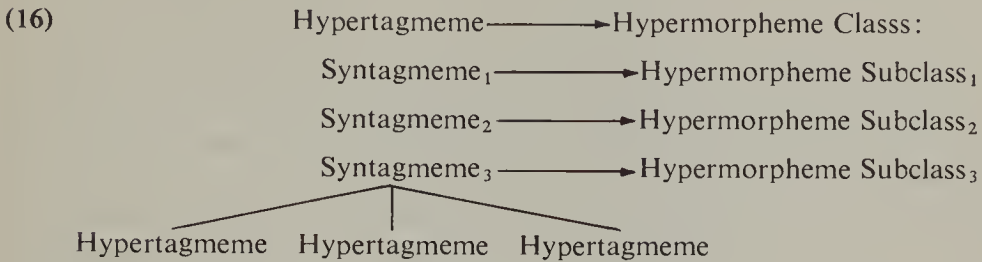 (16) Hypertagmeme → Hypermorpheme Classs:
Syntagmeme₁ → Hypermorpheme Subclass₁
Syntagmeme₂ → Hypermorpheme Subclass₂
Syntagmeme₃ → Hypermorpheme Subclass₃
Hypertagmeme Hypertagmeme Hypertagmeme